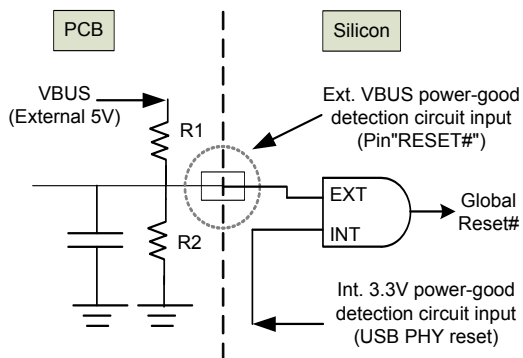 PCB
Silicon
VBUS
(External 5V)
R1
Ext. VBUS power-good
detection circuit input
(Pin"RESET#")
EXT
INT
Global
Reset#
R2
Int. 3.3V power-good
detection circuit input
(USB PHY reset)